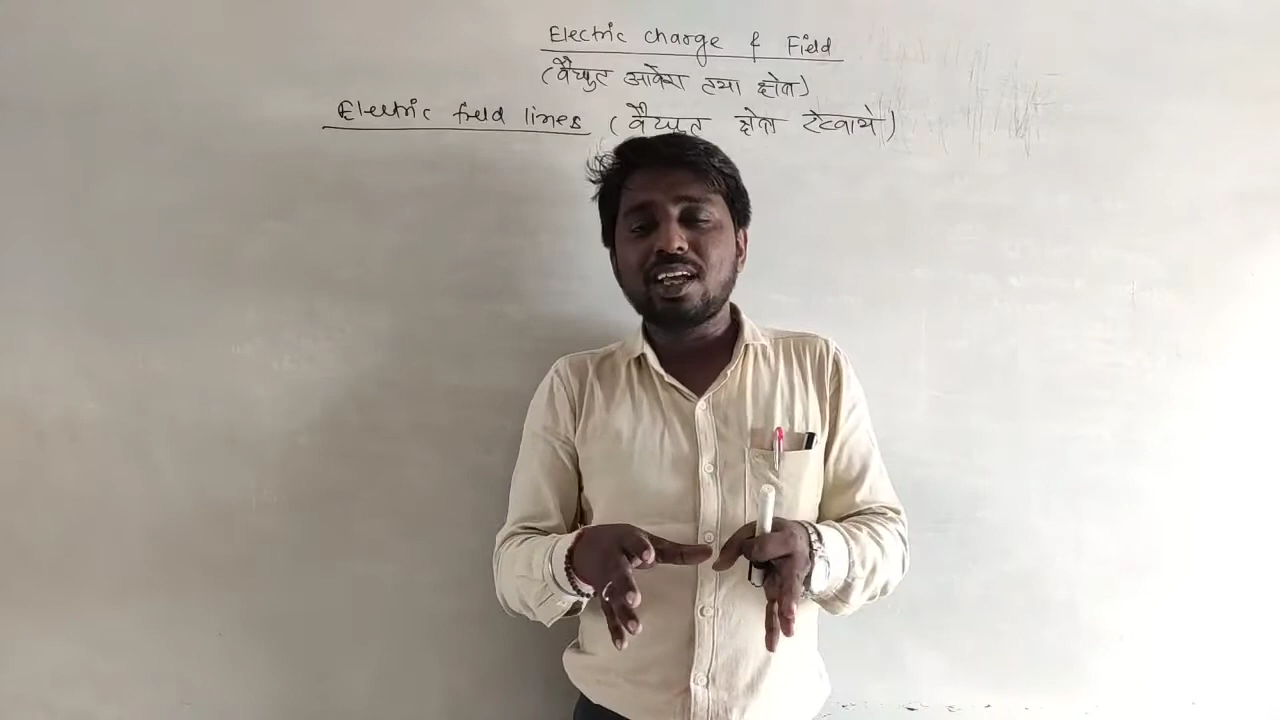 Electric charge & Field
(वैद्युत आवेश तथा क्षेत्र)
Electric field lines (वैद्युत क्षेत्र रेखाये)